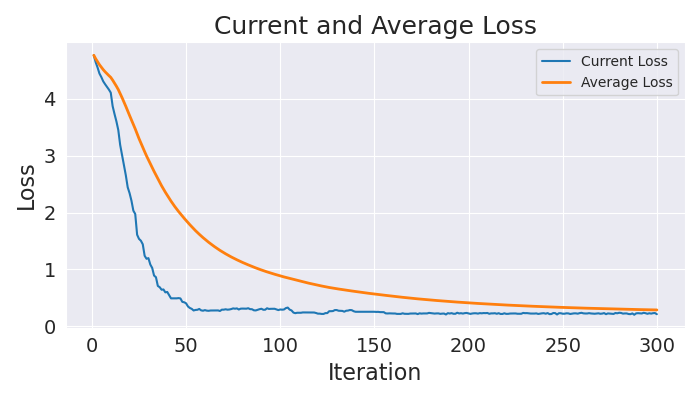 Current and Average Loss
Current Loss
Average Loss
Loss
4
3
2
1
0
0 50 100 150 200 250 300
Iteration